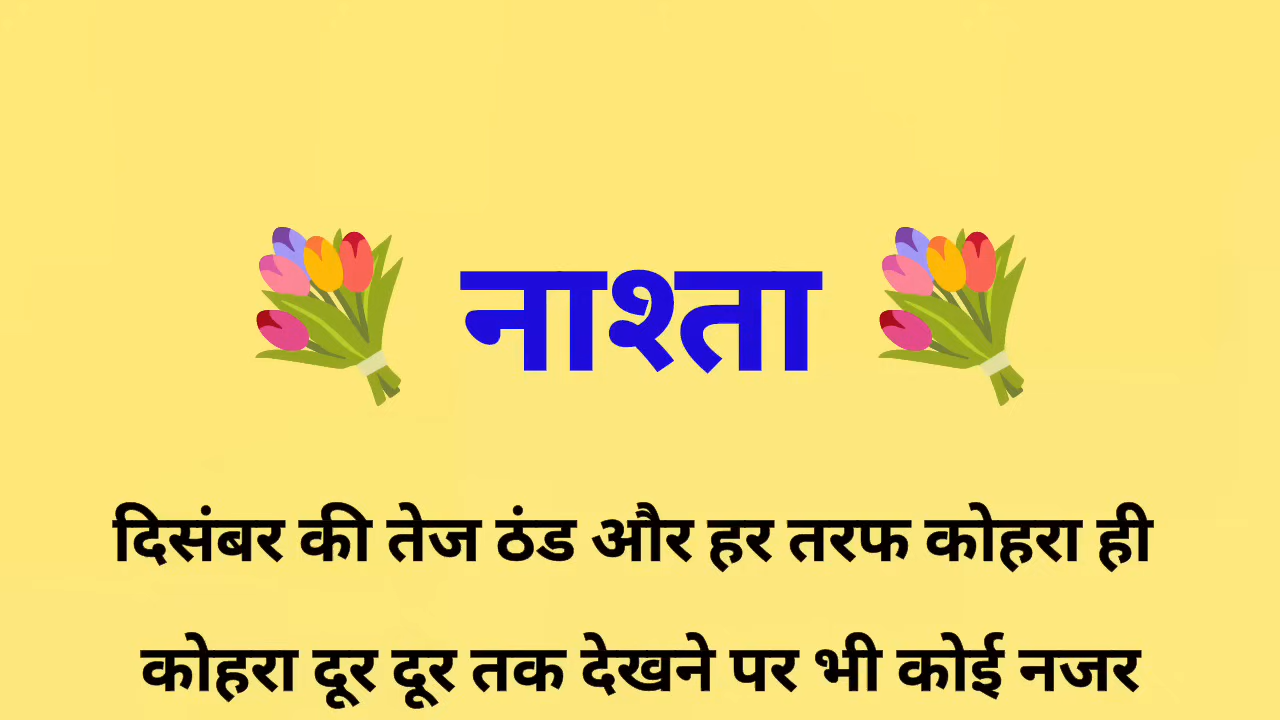 नाश्ता
दिसंबर की तेज ठंड और हर तरफ कोहरा ही
कोहरा दूर दूर तक देखने पर भी कोई नजर